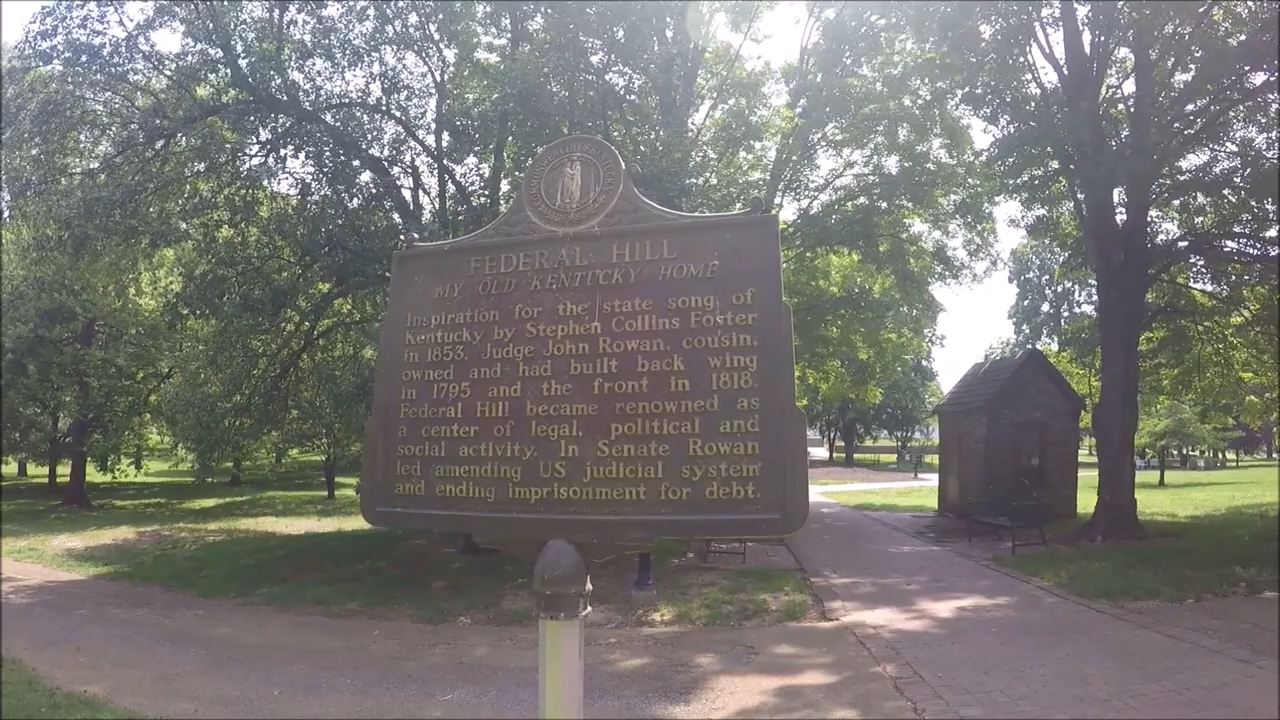 FEDERAL HILL
MY OLD KENTUCKY HOME
Inspiration for the state song of
Kentucky by Stephen Collins Foster
in 1853. Judge John Rowan, cousin,
owned and had built back wing
in 1795 and the front in 1818.
Federal Hill became renowned as
a center of legal, political and
social activity. In Senate Rowan
led amending US judicial system
and ending imprisonment for debt.